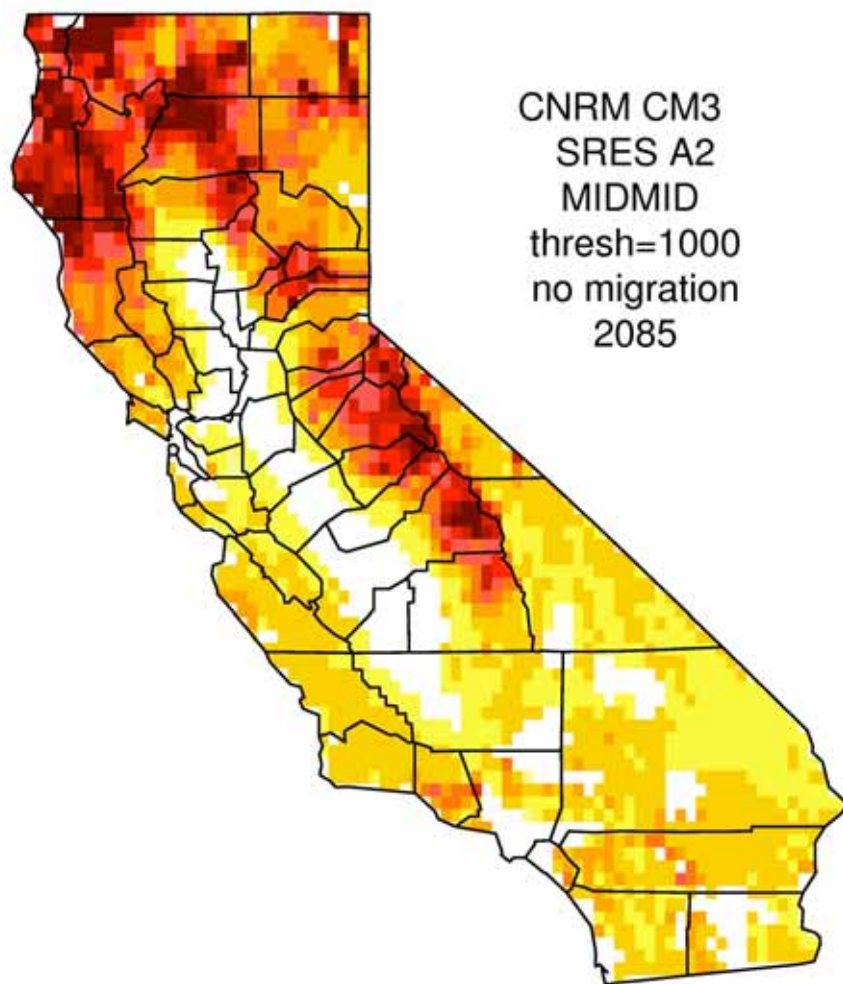 CNRM CM3
SRES A2
MIDMID
thresh=1000
no migration
2085